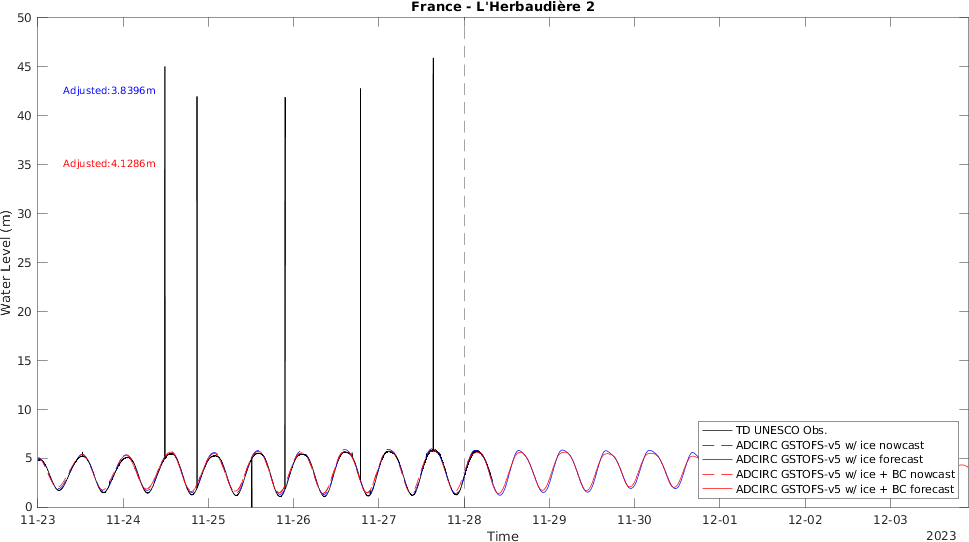 France - L'Herbaudière 2
50
45
40
35
30
25
20
15
10
5
0
Water Level (m)
Adjusted:3.8396m
Adjusted:4.1286m
TD UNESCO Obs.
ADCIRC GSTOFS-v5 w/ ice nowcast
ADCIRC GSTOFS-v5 w/ ice forecast
ADCIRC GSTOFS-v5 w/ ice + BC nowcast
ADCIRC GSTOFS-v5 w/ ice + BC forecast
11-23 11-24 11-25 11-26 11-27 11-28 11-29 11-30 12-01 12-02 12-03
Time
2023